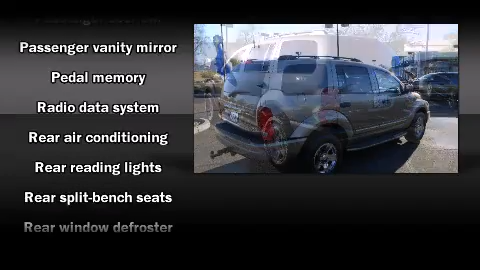 Passenger vanity mirror
Pedal memory
Radio data system
Rear air conditioning
Rear reading lights
Rear split-bench seats
Rear window defroster